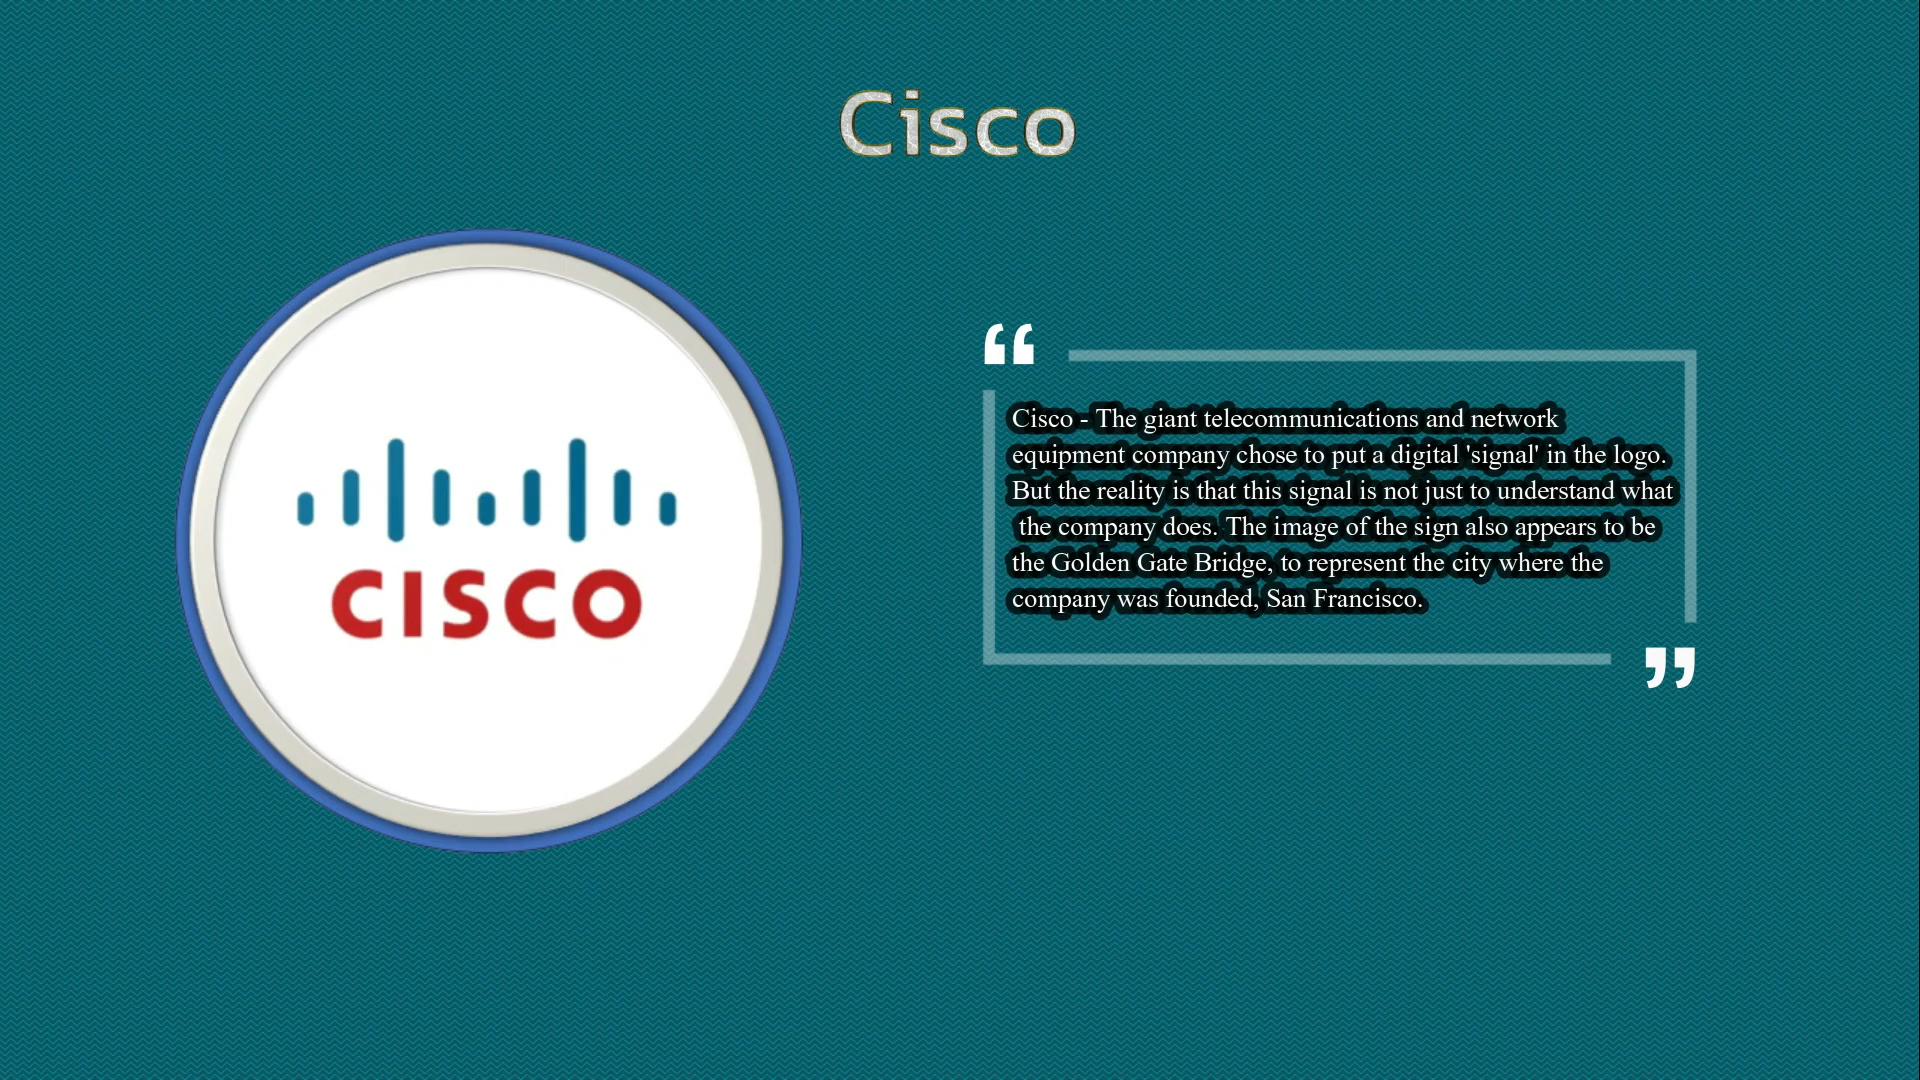 Cisco
CISCO
“
Cisco - The giant telecommunications and network
equipment company chose to put a digital 'signal' in the logo.
But the reality is that this signal is not just to understand what
the company does. The image of the sign also appears to be
the Golden Gate Bridge, to represent the city where the
company was founded, San Francisco.
”